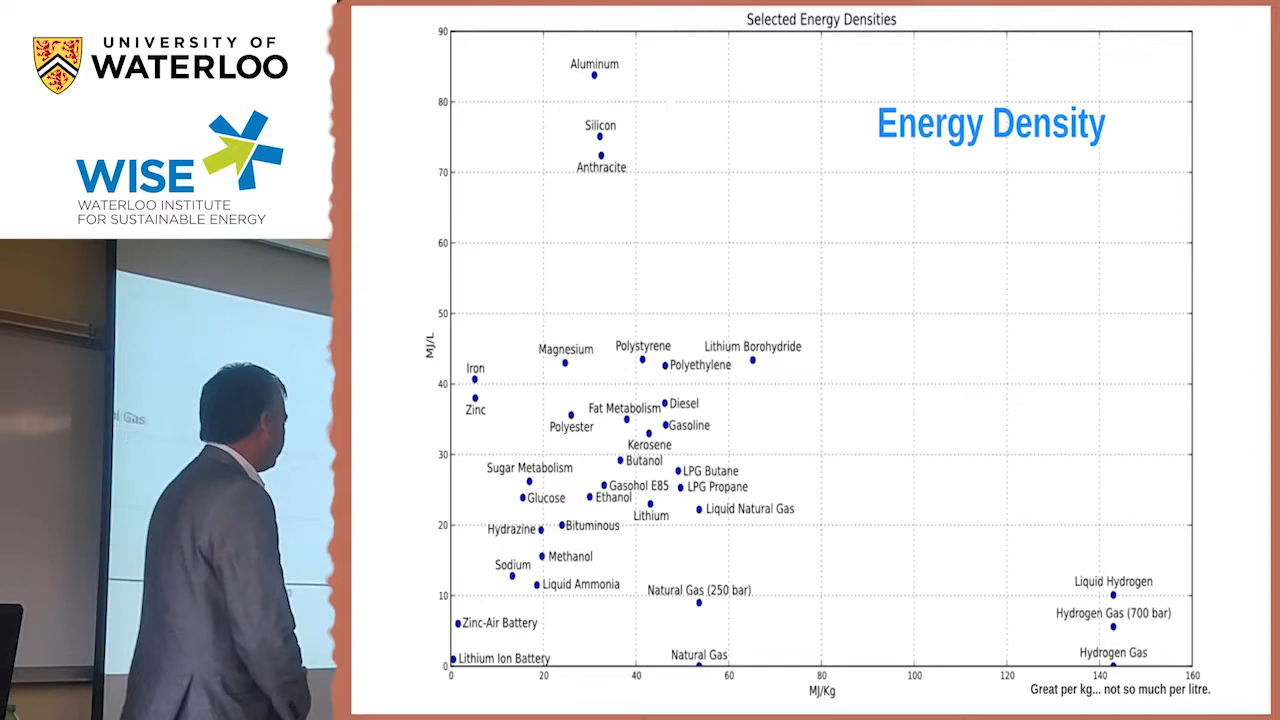 UNIVERSITY OF
WATERLOO
WISE
WATERLOO INSTITUTE
FOR SUSTAINABLE ENERGY
Gas
Selected Energy Densities
Energy Density
MJ/L
90
80
70
60
50
40
30
20
10
0
Aluminum
Silicon
Anthracite
Magnesium
Polystyrene
Lithium Borohydride
Polyethylene
Iron
Zinc
Fat Metabolism
Diesel
Polyester
Gasoline
Kerosene
Butanol
Sugar Metabolism
LPG Butane
Gasohol E85
LPG Propane
Glucose
Ethanol
Lithium
Liquid Natural Gas
Hydrazine
Bituminous
Methanol
Sodium
Liquid Ammonia
Natural Gas (250 bar)
Liquid Hydrogen
Hydrogen Gas (700 bar)
Zinc-Air Battery
Lithium Ion Battery
Natural Gas
Hydrogen Gas
0 20 40 60 80 100 120 140 160
MJ/Kg
Great per kg... not so much per litre.